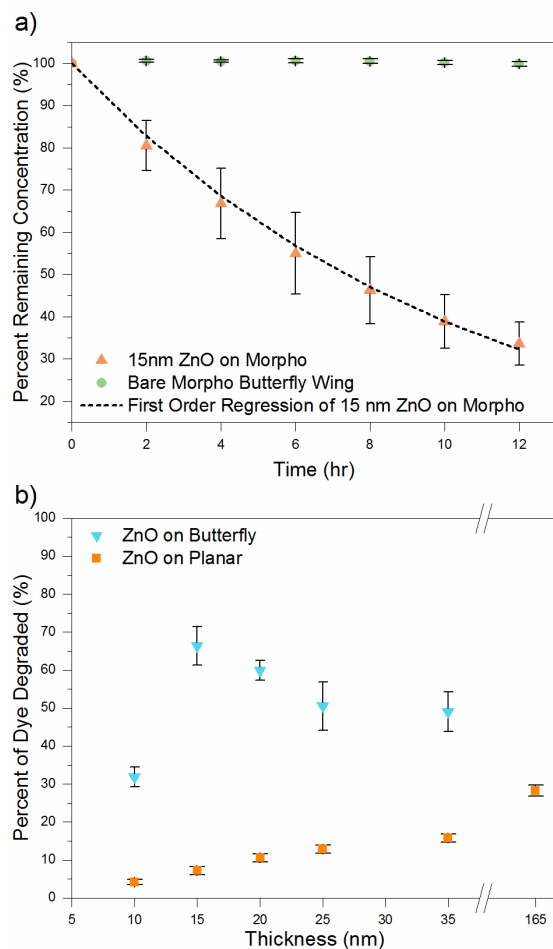 a)
100
90
80
70
60
50
40
30
20
Percent Remaining Concentration (%)
15nm ZnO on Morpho
Bare Morpho Butterfly Wing
First Order Regression of 15 nm ZnO on Morpho
0 2 4 6 8 10 12
Time (hr)
b)
100
90
80
70
60
50
40
30
20
10
0
Percent of Dye Degraded (%)
ZnO on Butterfly
ZnO on Planar
5 10 15 20 25 30 35 165
Thickness (nm)